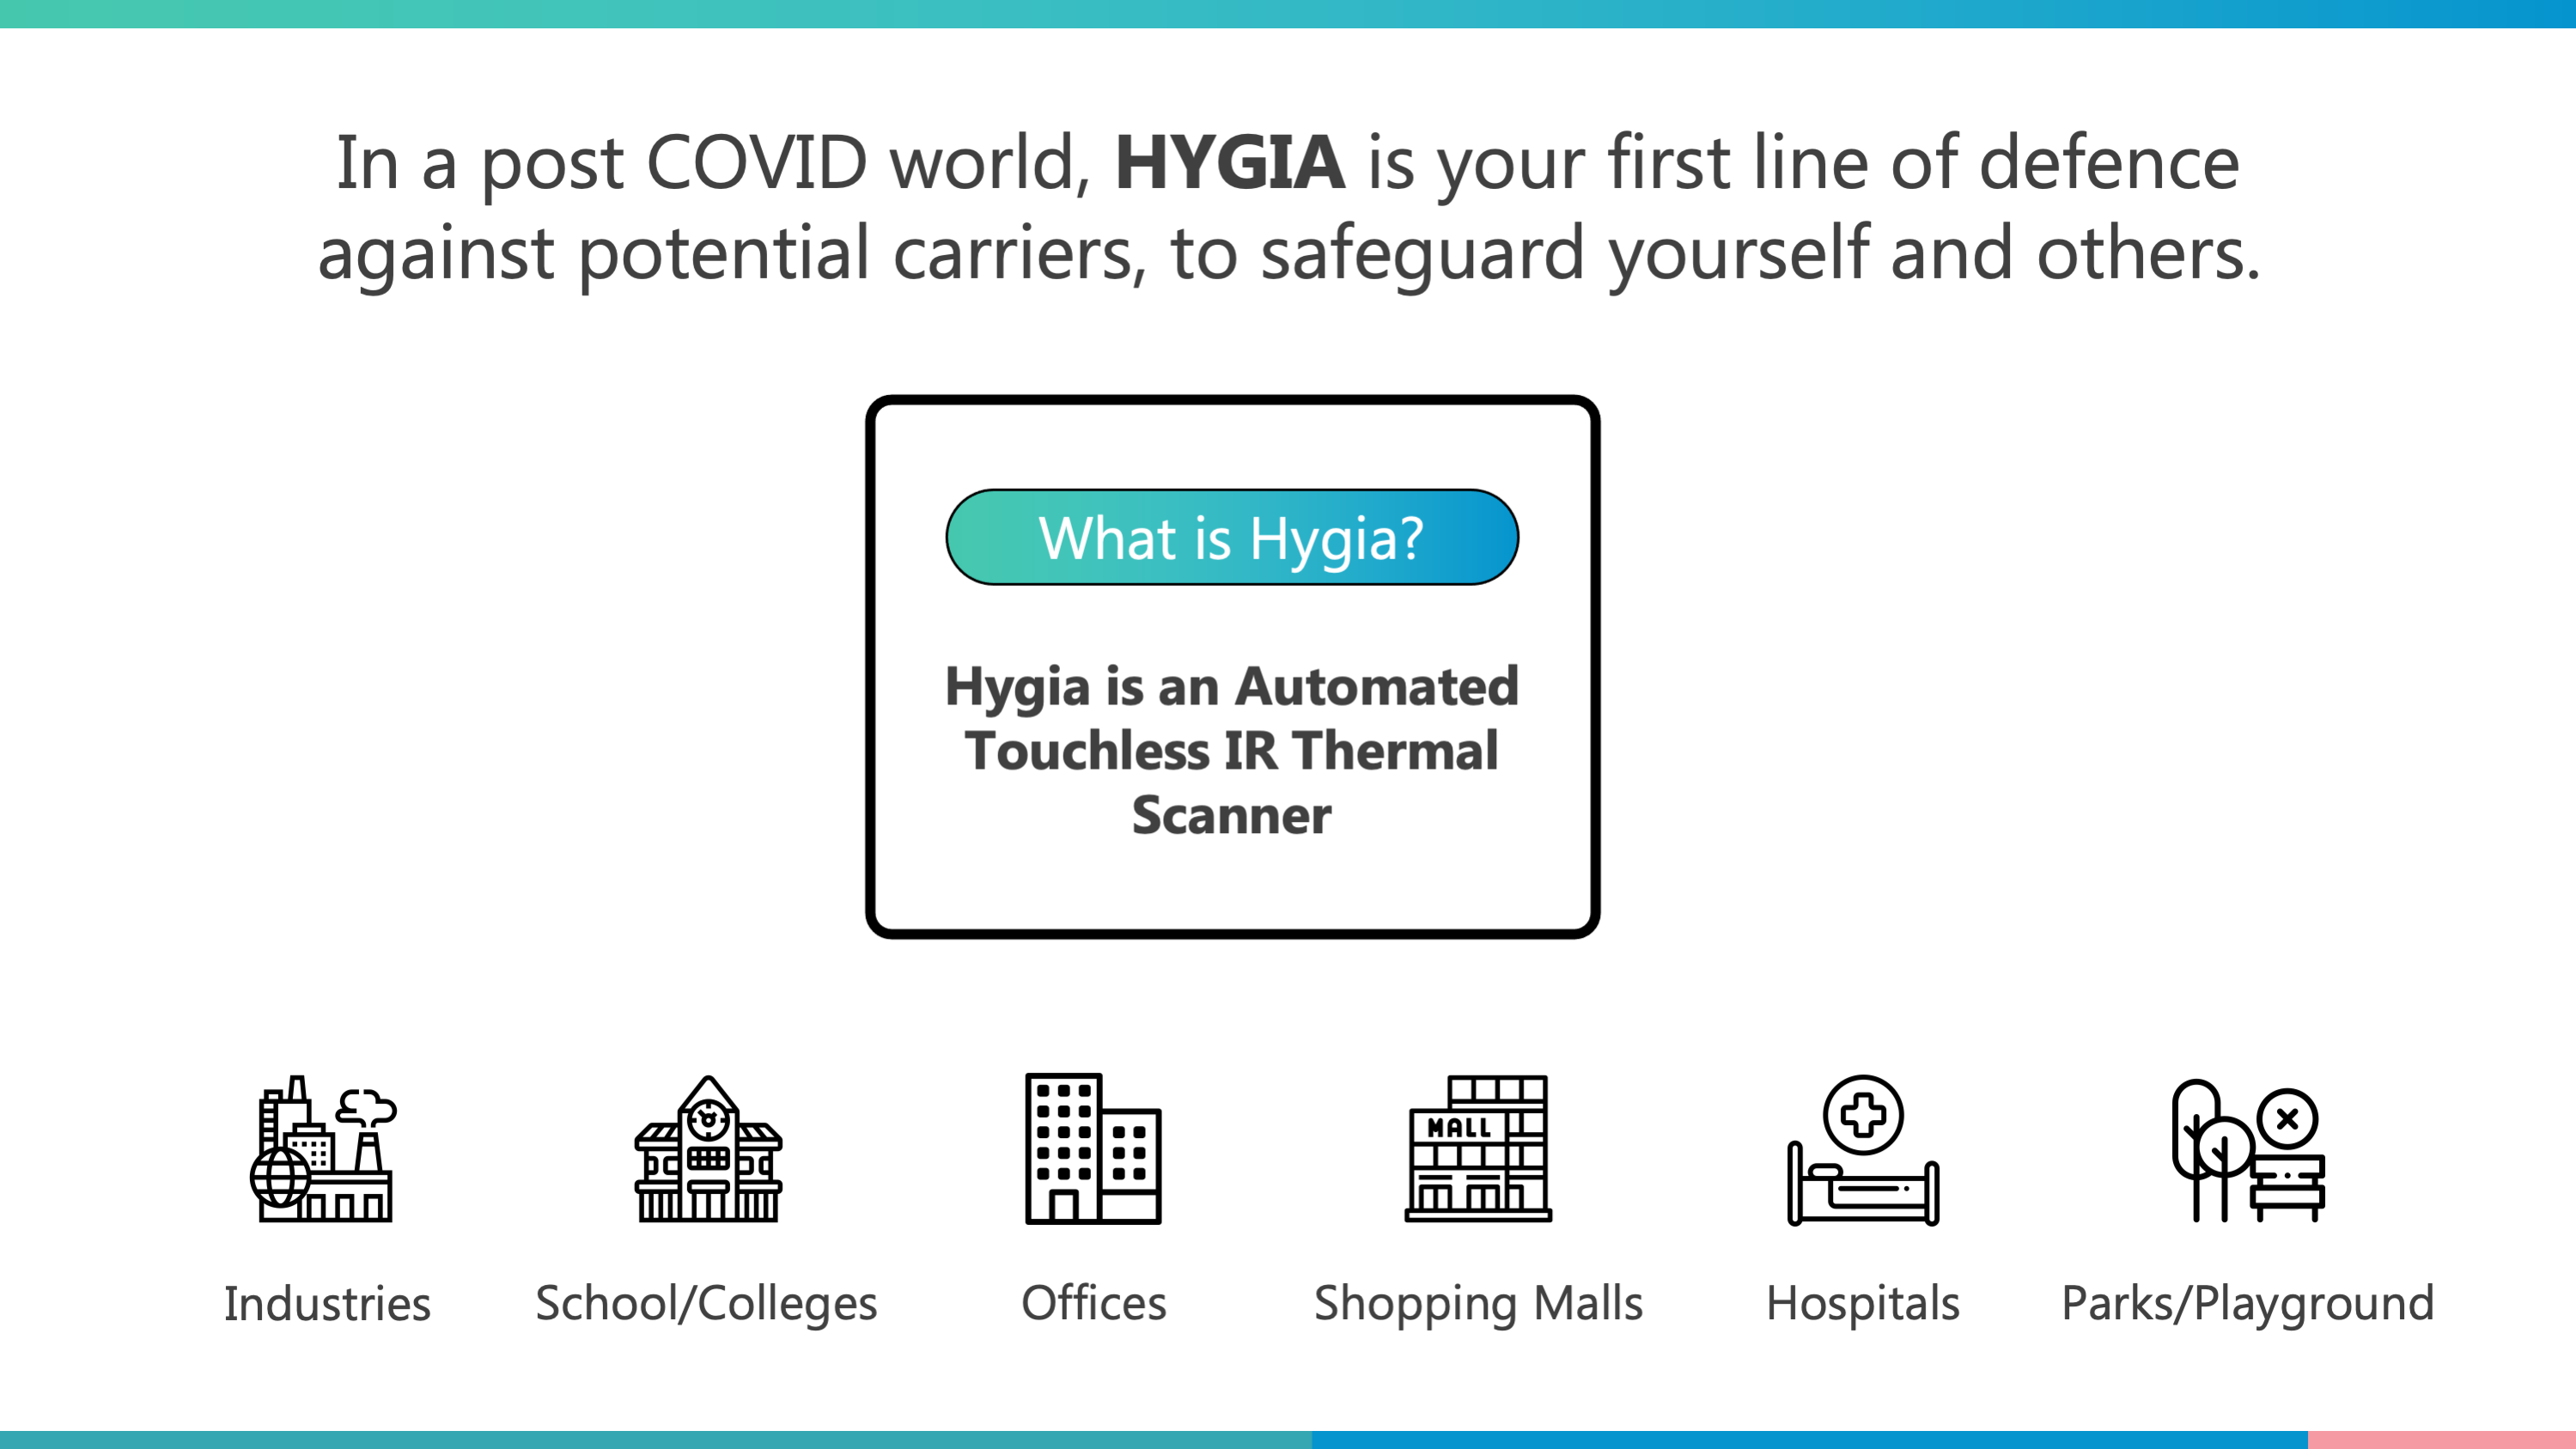 In a post COVID world, HYGIA is your first line of defence
against potential carriers, to safeguard yourself and others.
What is Hygia?
Hygia is an Automated
Touchless IR Thermal
Scanner
MALL
Industries
School/Colleges
Offices
Shopping Malls
Hospitals
Parks/Playground